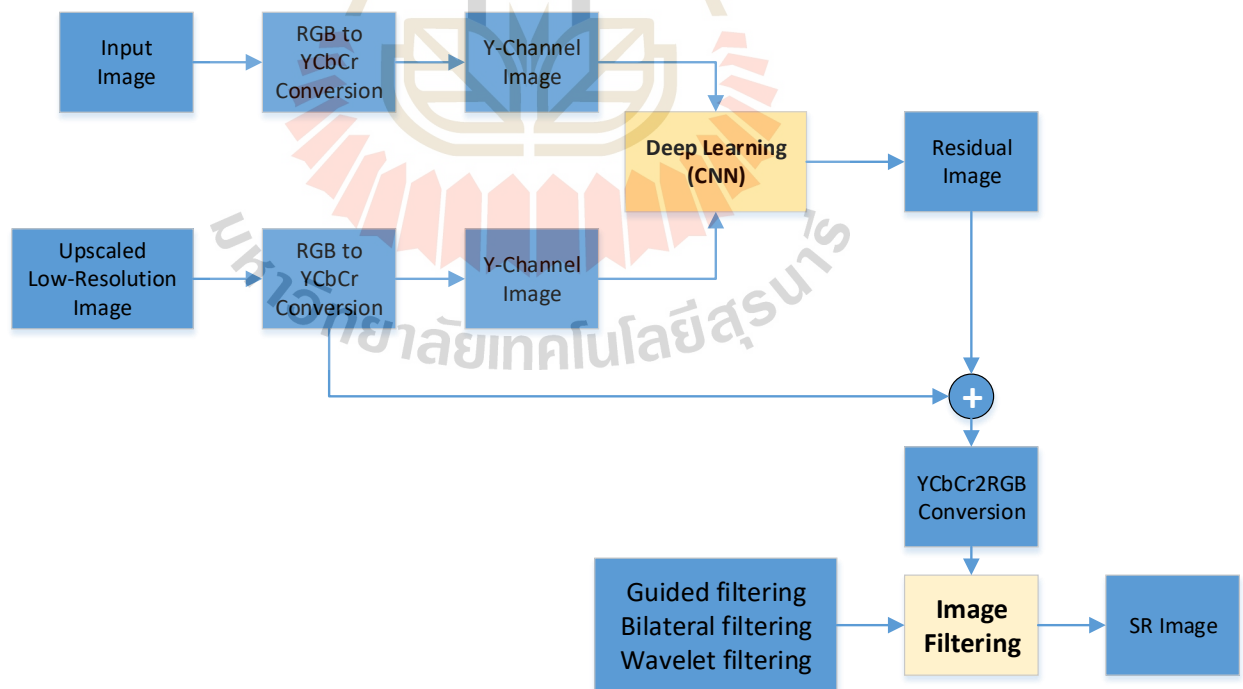 Input
Image
RGB to
YCbCr
Conversion
Y-Channel
Image
Deep Learning
(CNN)
Residual
Image
Upscaled
Low-Resolution
Image
RGB to
YCbCr
Conversion
Y-Channel
Image
มหาวิทยาลัยเทคโนโลยีสุรนารี
+
YCbCr2RGB
Conversion
Guided filtering
Bilateral filtering
Wavelet filtering
Image
Filtering
SR Image